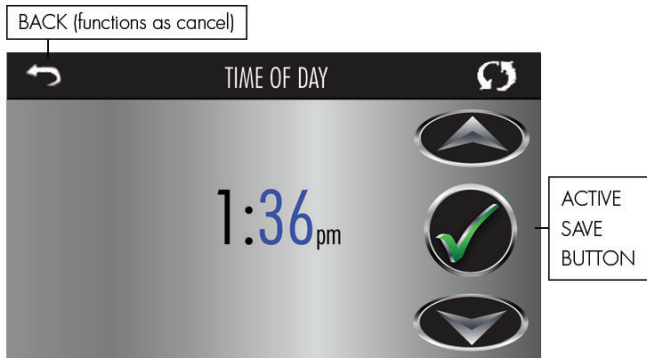 BACK (functions as cancel)
TIME OF DAY
1:36pm
ACTIVE
SAVE
BUTTON